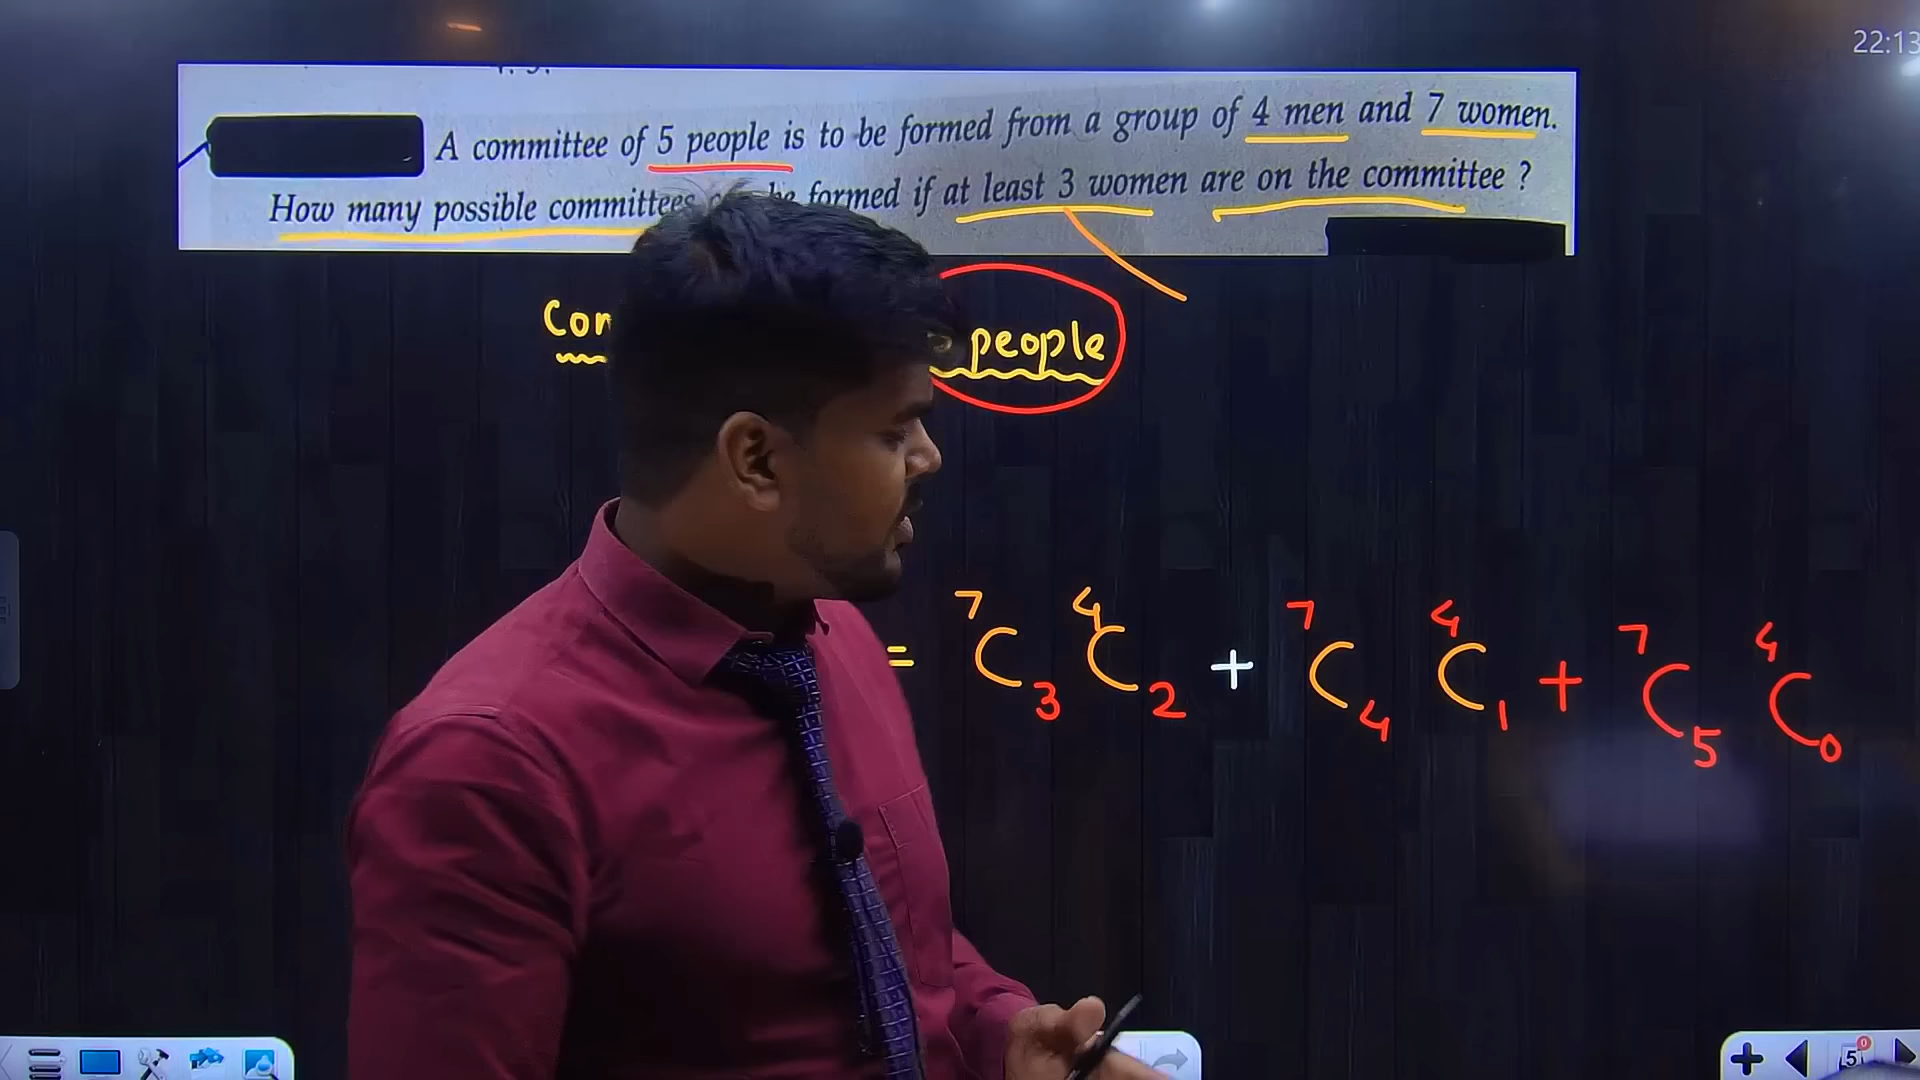 22:13
A committee of 5 people is to be formed from a group of 4 men and 7 women.
How many possible committees be formed if at least 3 women are on the committee ?
people
= ⁷C₃ ⁴C₂ + ⁷C₄ ⁴C₁ + ⁷C₅ ⁴C₀
5
0